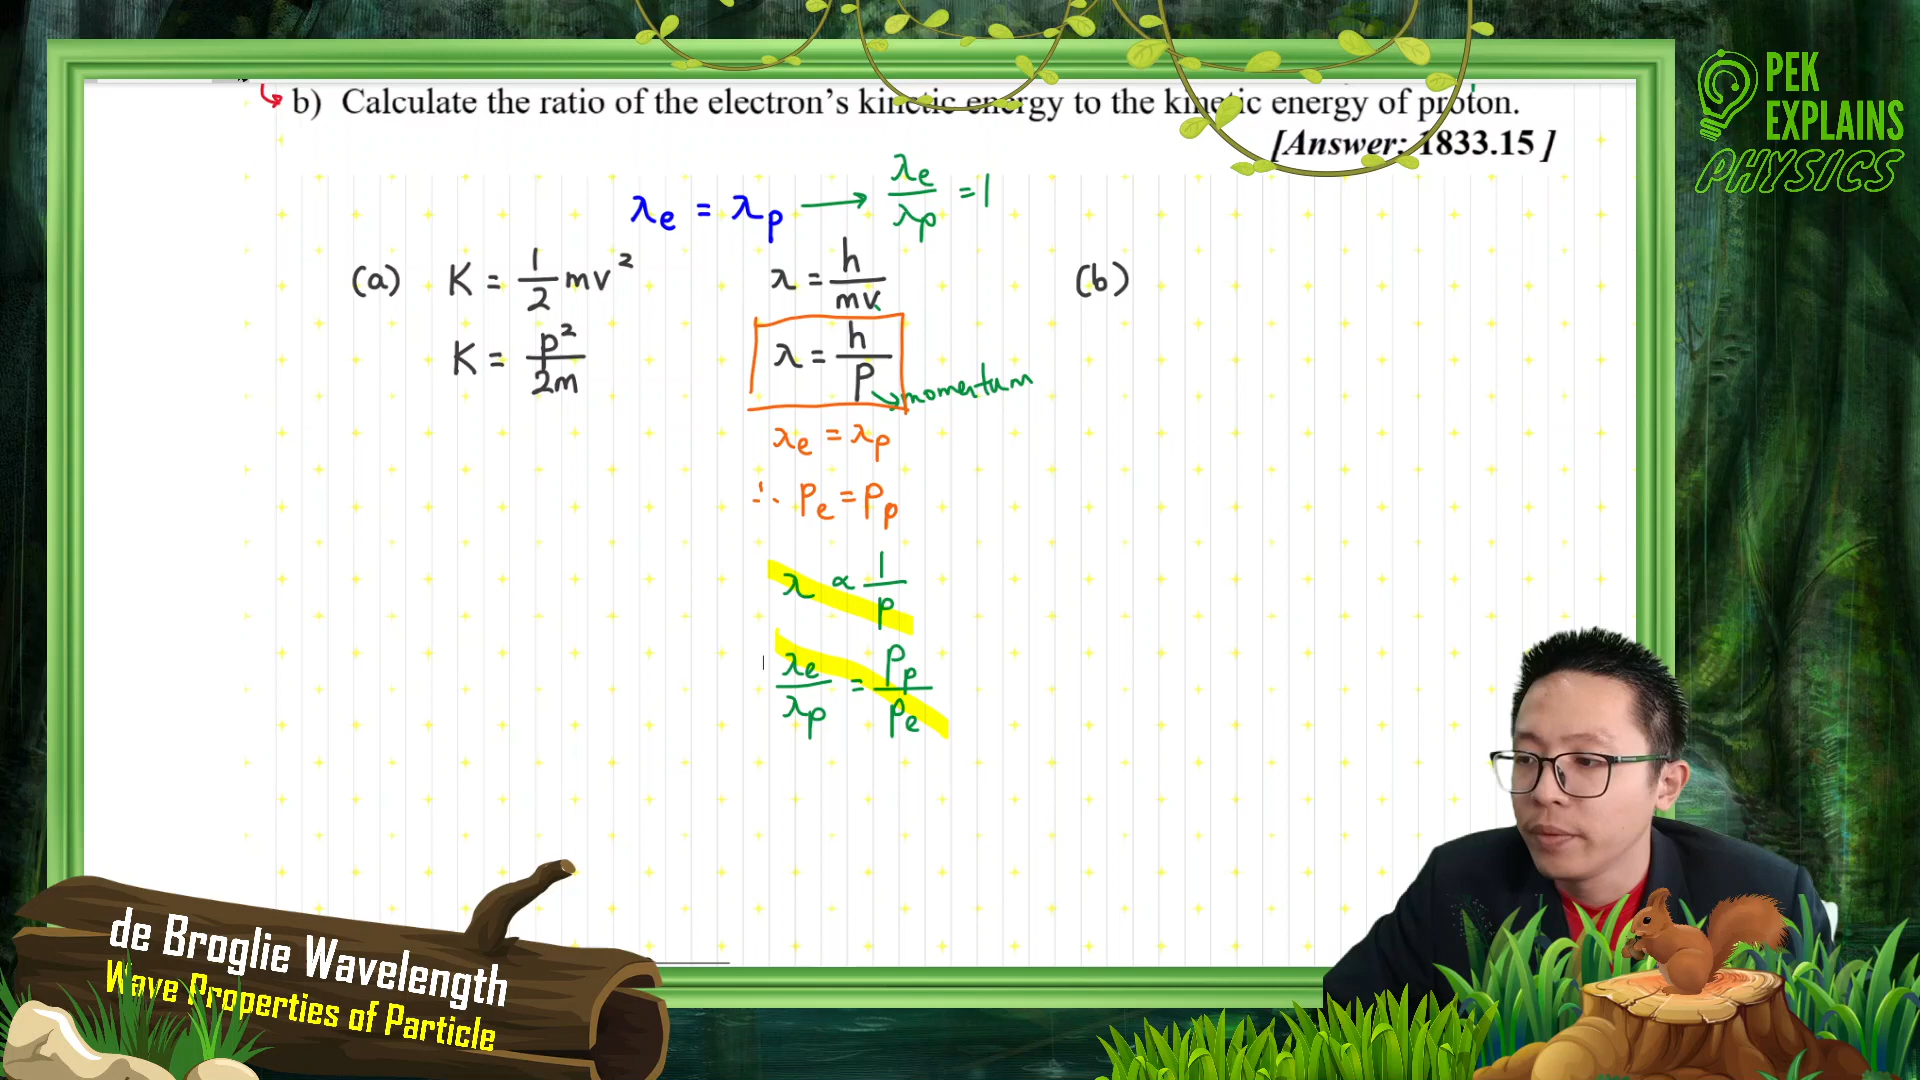 b) Calculate the ratio of the electron's kinetic energy to the kinetic energy of proton.
[Answer: 1833.15 ]
λe = λp → λe/λp = 1
(a) K = 1/2 mv²
K = p²/2m
λ = h/mv
λ = h/p
momentum
λe = λp
∴ Pe = Pp
λ ∝ 1/p
λe/λp = Pp/Pe
(b)
PEK
EXPLAINS
PHYSICS
de Broglie Wavelength
Wave Properties of Particle